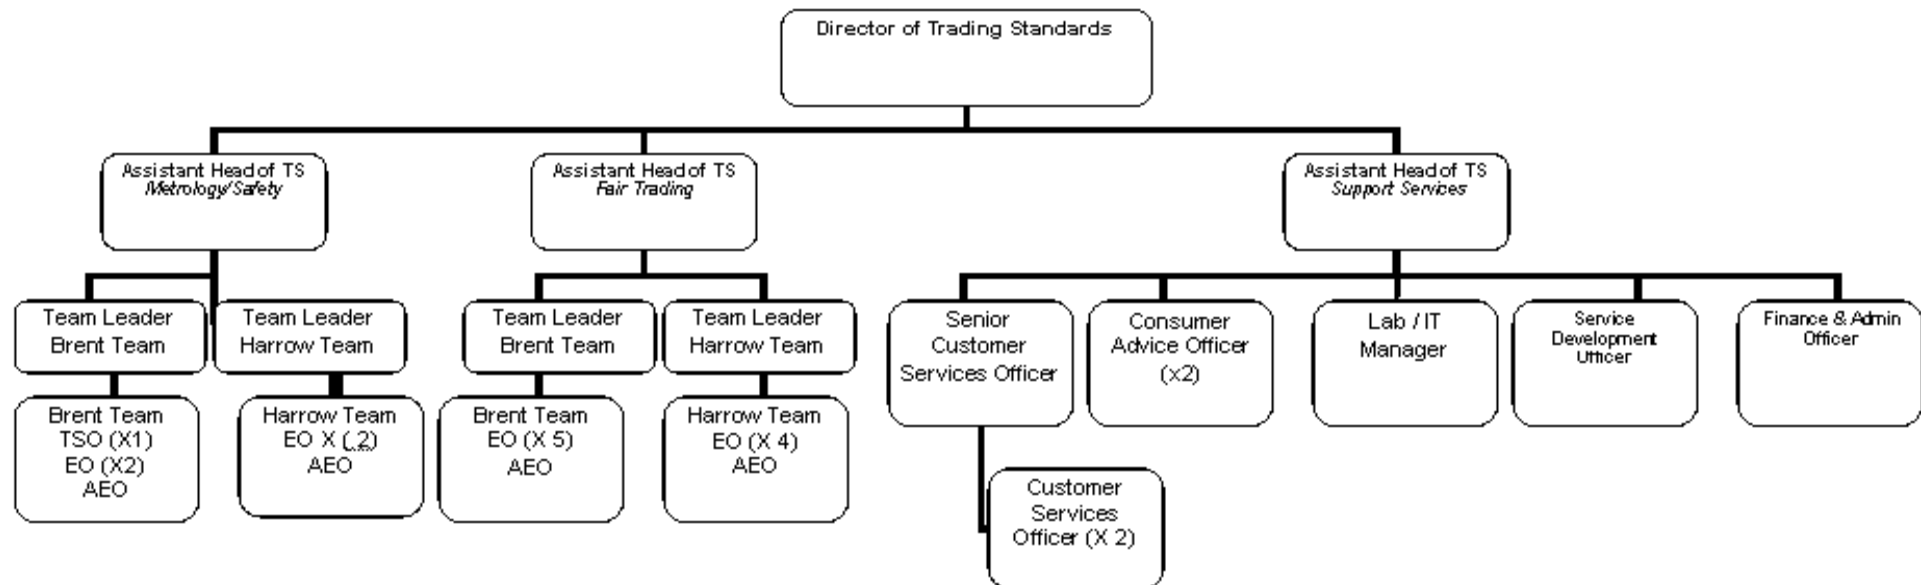 Director of Trading Standards
Assistant Head of TS
Metrology/Safety
Assistant Head of TS
Fair Trading
Assistant Head of TS
Support Services
Team Leader
Brent Team
Team Leader
Harrow Team
Team Leader
Brent Team
Team Leader
Harrow Team
Senior
Customer
Services Officer
Consumer
Advice Officer
(x2)
Lab / IT
Manager
Service
Development
Officer
Finance & Admin
Officer
Brent Team
TSO (X1)
EO (X2)
AEO
Harrow Team
EO X ( 2)
AEO
Brent Team
EO (X 5)
AEO
Harrow Team
EO (X 4)
AEO
Customer
Services
Officer (X 2)